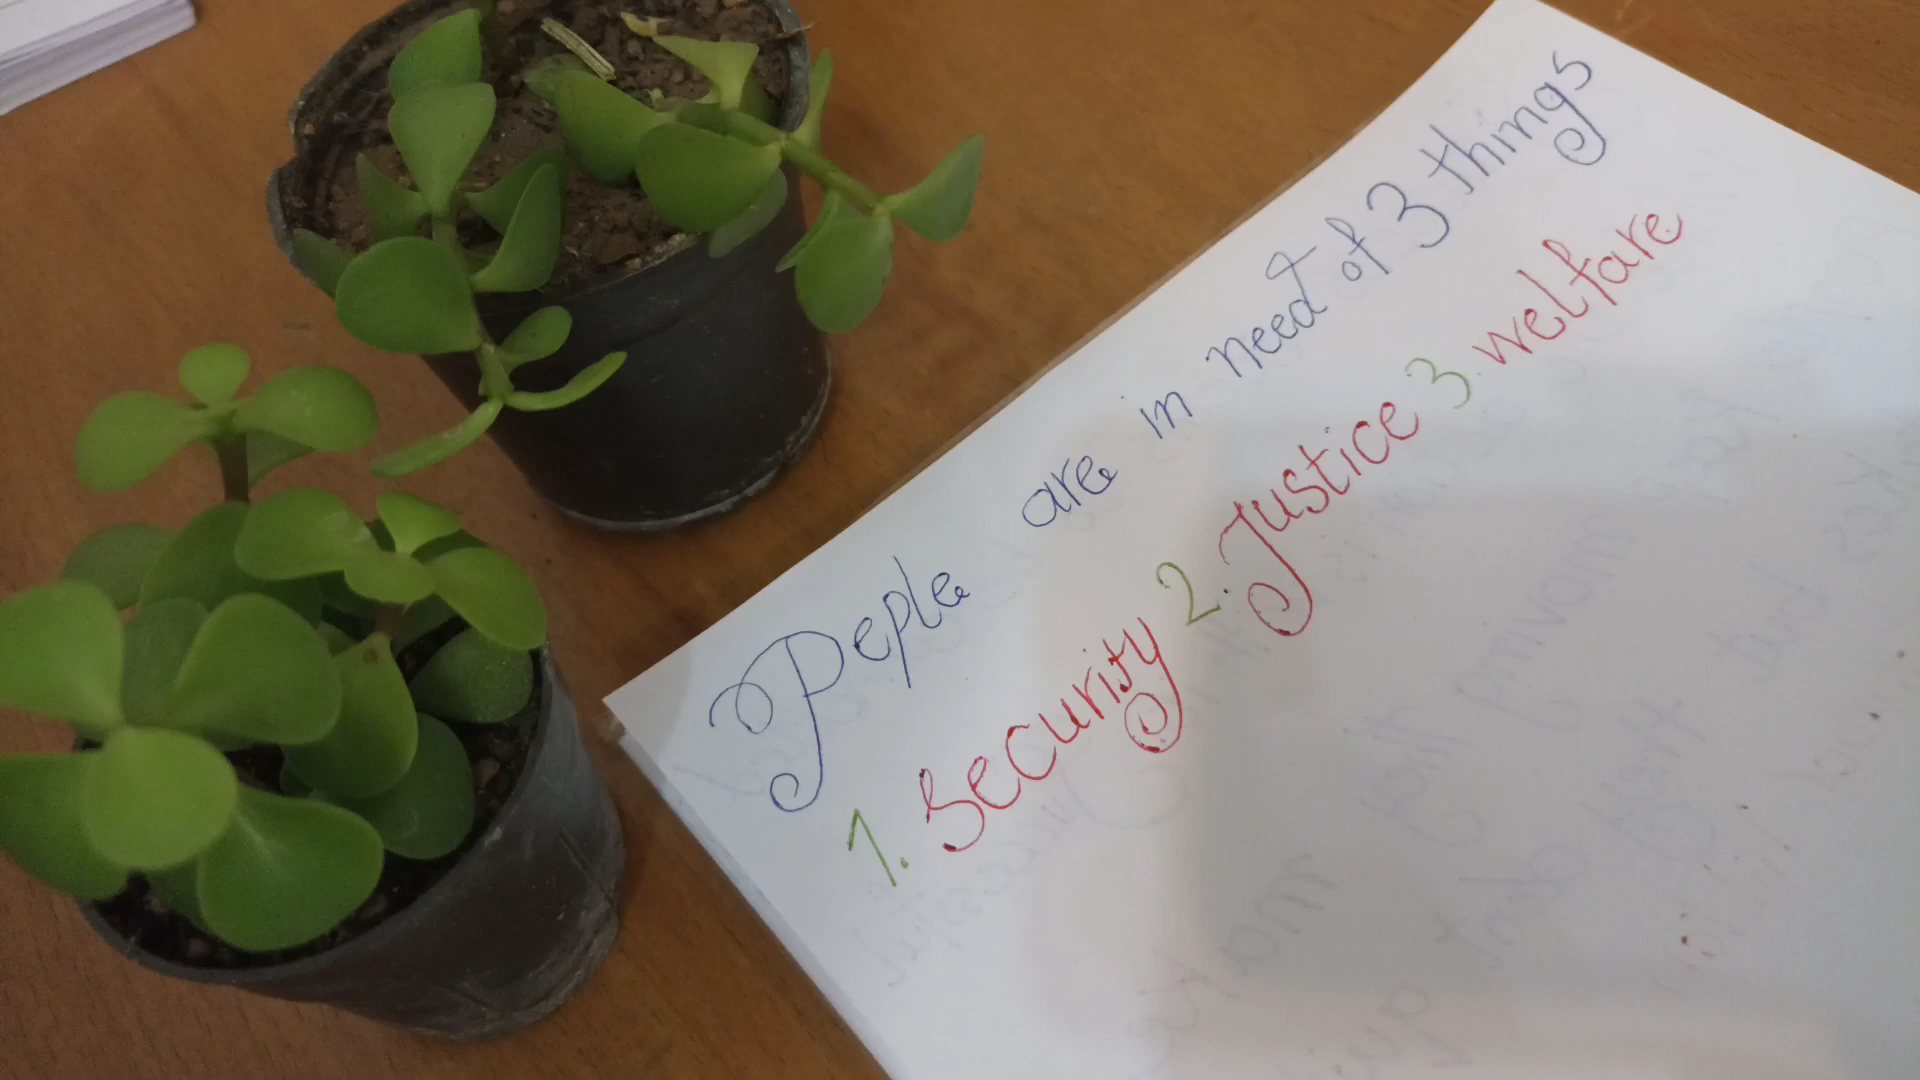 Peple are in need of 3 things
1. Security 2. Justice 3. welfare